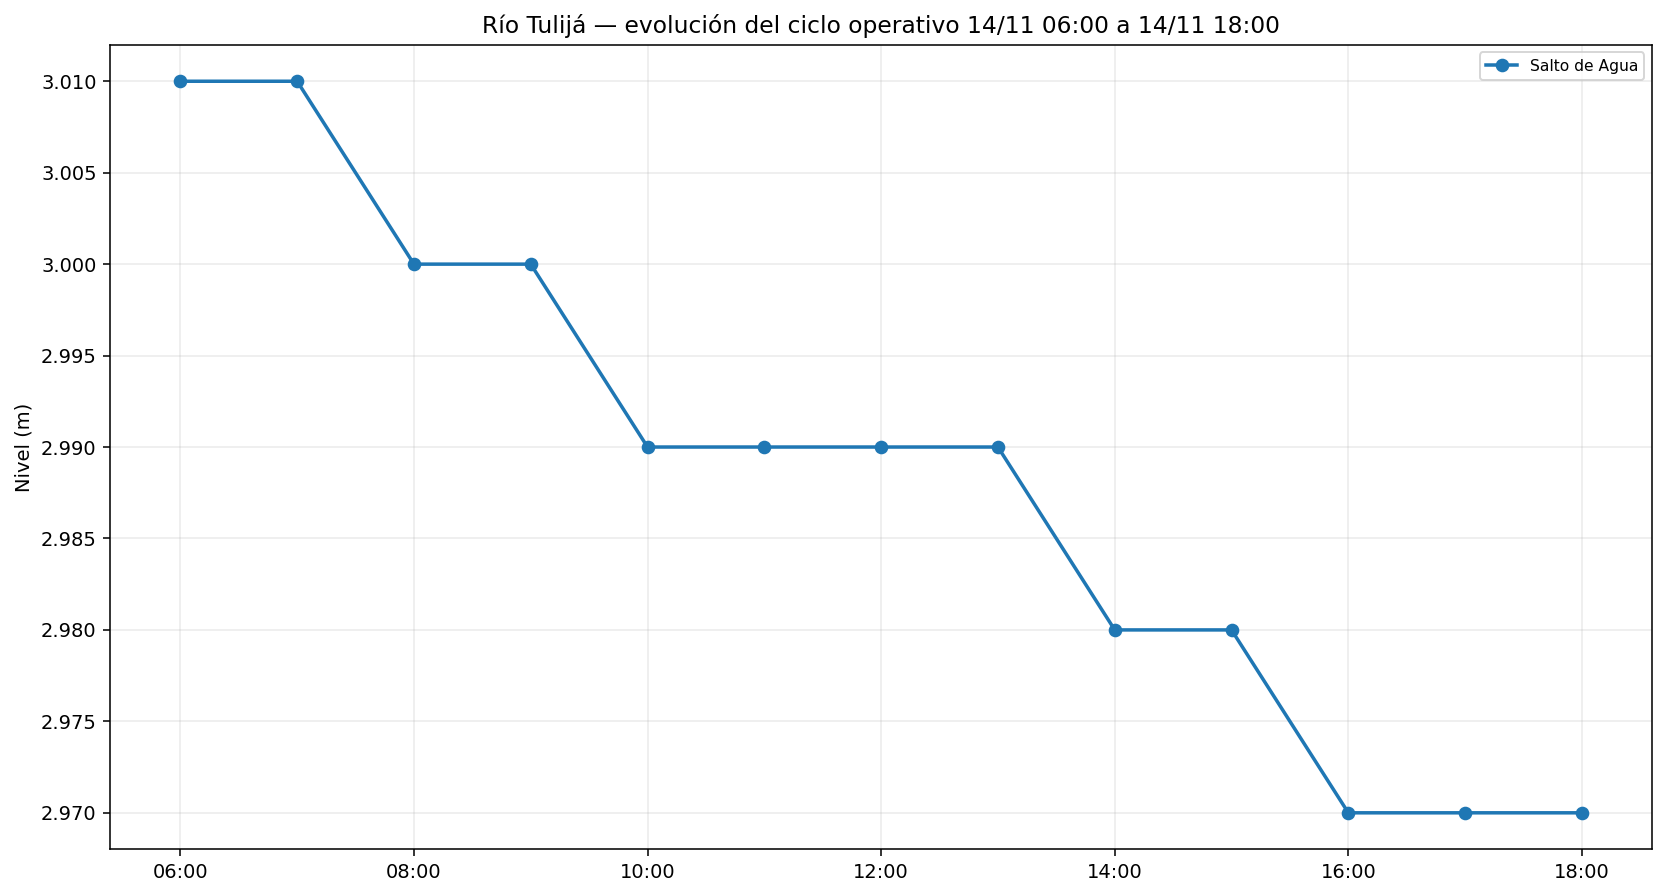 Río Tulijá — evolución del ciclo operativo 14/11 06:00 a 14/11 18:00
Salto de Agua
Nivel (m)
3.010
3.005
3.000
2.995
2.990
2.985
2.980
2.975
2.970
06:00 08:00 10:00 12:00 14:00 16:00 18:00